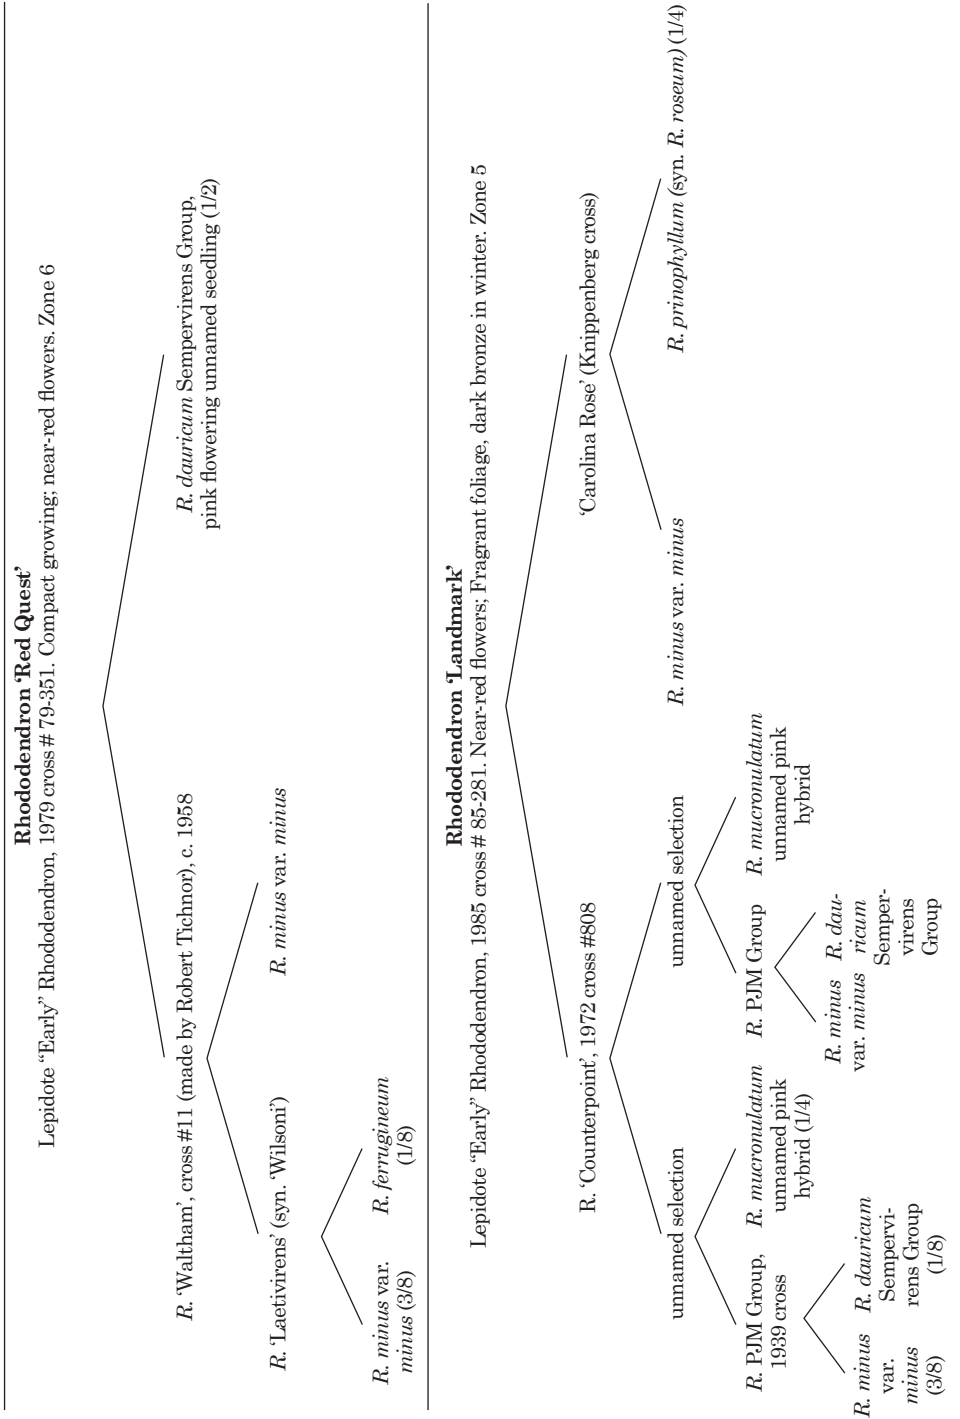 Rhododendron 'Red Quest'
Lepidote "Early" Rhododendron, 1979 cross # 79-351. Compact growing; near-red flowers. Zone 6
R. 'Waltham', cross #11 (made by Robert Tichnor), c. 1958
R. dauricum Sempervirens Group,
pink flowering unnamed seedling (1/2)
R. 'Laetivirens' (syn. 'Wilsoni')
R. minus var. minus
R. minus var.
minus (3/8)
R. ferrugineum
(1/8)
Rhododendron 'Landmark'
Lepidote "Early" Rhododendron, 1985 cross # 85-281. Near-red flowers; Fragrant foliage, dark bronze in winter. Zone 5
R. 'Counterpoint', 1972 cross #808
'Carolina Rose' (Knippenberg cross)
unnamed selection
unnamed selection
R. minus var. minus
R. prinophyllum (syn. R. roseum) (1/4)
R. PJM Group,
1939 cross
R. mucronulatum
unnamed pink
hybrid (1/4)
R. PJM Group
R. mucronulatum
unnamed pink
hybrid
R. minus
var.
minus
(3/8)
R. dauricum
Sempervi-
rens Group
(1/8)
R. minus
var. minus
R. dau-
ricum
Semper-
virens
Group